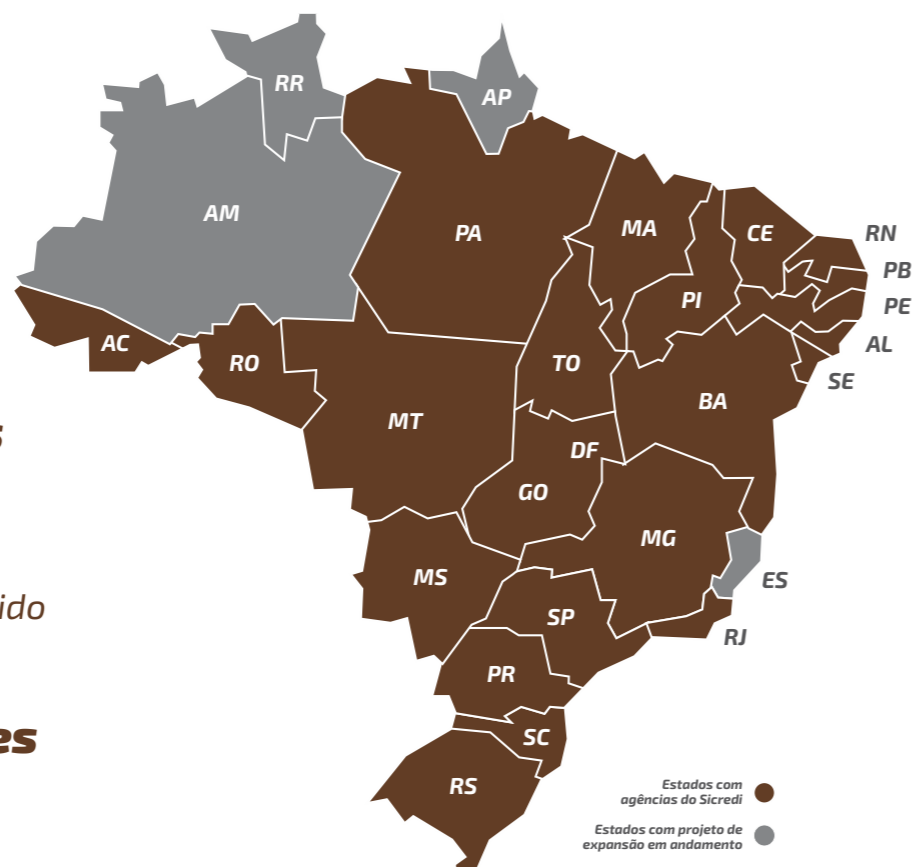 RR
AP
AM
PA
MA
CE
RN
PB
PI
PE
AC
RO
TO
AL
SE
MT
BA
DF
GO
MG
MS
ES
SP
RJ
PR
SC
RS
Estados com
agências do Sicredi
Estados com projeto de
expansão em andamento